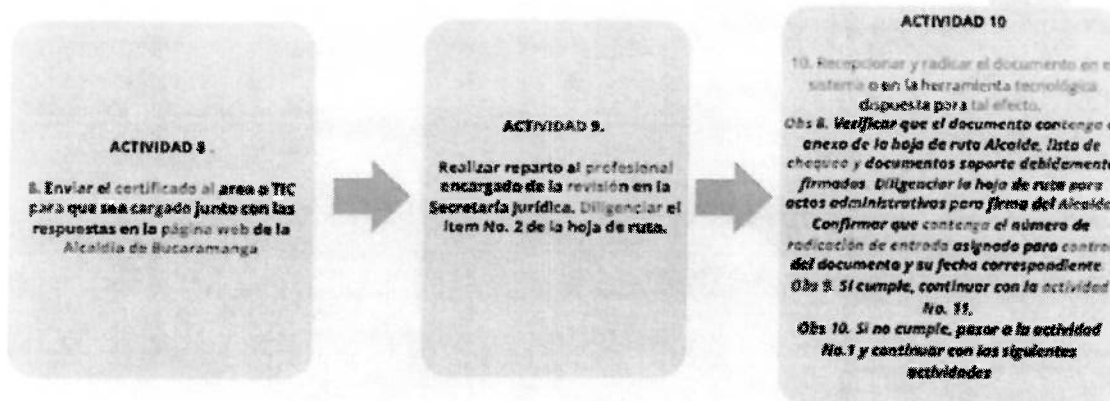 ACTIVIDAD 8 .
8. Enviar el certificado al area a TIC
para que sea cargado junto con las
respuestas en la página web de la
Alcaldía de Bucaramanga
ACTIVIDAD 9.
Realizar reparto al profesional
encargado de la revisión en la
Secretaría Jurídica. Diligenciar el
ítem No. 2 de la hoja de ruta.
ACTIVIDAD 10
10. Recepcionar y radicar el documento en e
sistema o en la herramienta tecnológica
dispuesta para tal efecto.
Obs 8. Verificar que el documento contenga e
anexo de la hoja de ruta Alcalde, lista de
chequeo y documentos soporte debidamente
firmados. Diligenciar la hoja de ruta para
actos administrativos para firma del Alcalde
Confirmar que contenga el número de
radicación de entrada asignado para contro
del documento y su fecha correspondiente
Obs 9. Si cumple, continuar con la actividad
No. 11.
Obs 10. Si no cumple, pasar a la actividad
No.1 y continuar con las siguientes
actividades